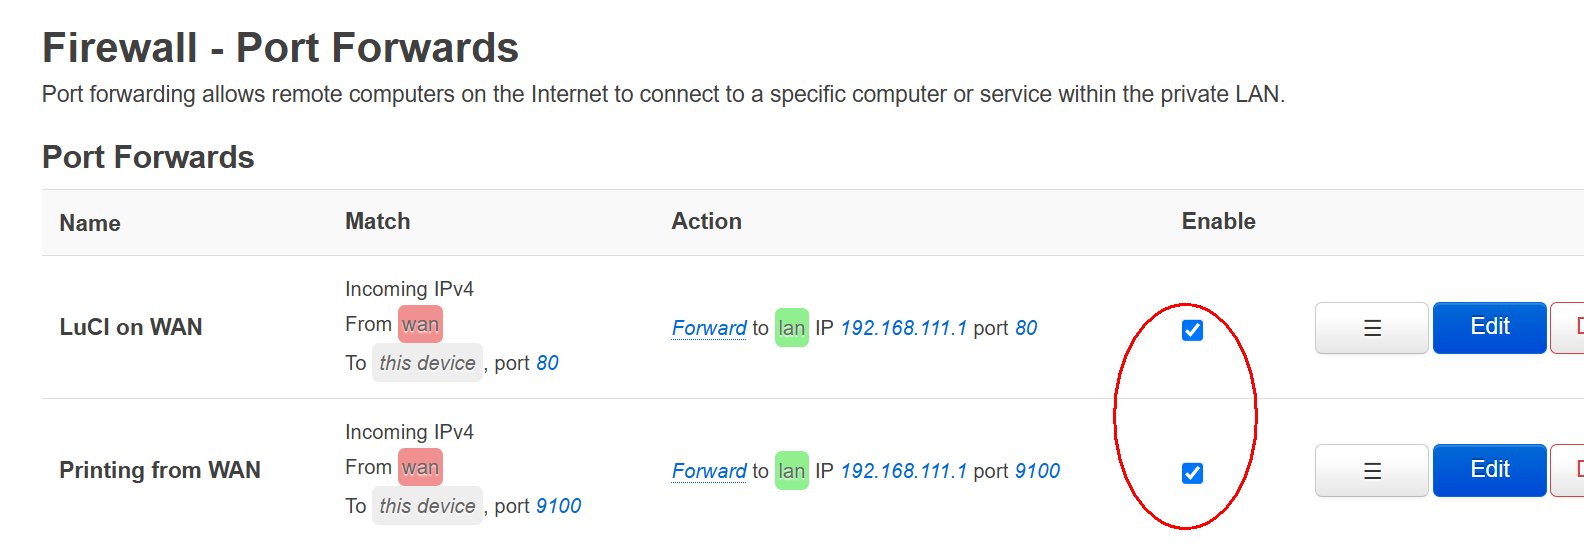 Firewall - Port Forwards
Port forwarding allows remote computers on the Internet to connect to a specific computer or service within the private LAN.
Port Forwards
Name Match Action Enable
LuCI on WAN
Incoming IPv4
From wan
To this device, port 80
Forward to lan IP 192.168.111.1 port 80
☰ Edit
Printing from WAN
Incoming IPv4
From wan
To this device, port 9100
Forward to lan IP 192.168.111.1 port 9100
☰ Edit